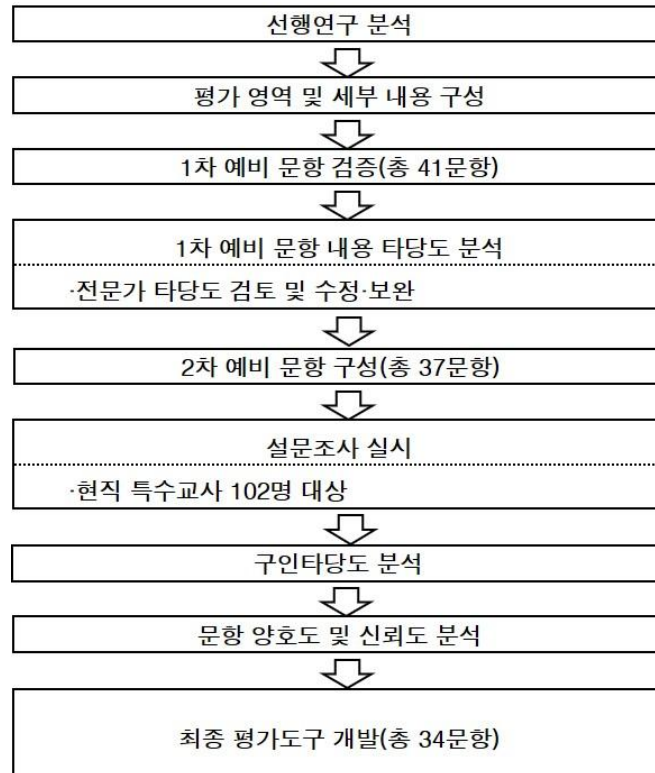 선행연구 분석
평가 영역 및 세부 내용 구성
1차 예비 문항 검증(총 41문항)
1차 예비 문항 내용 타당도 분석
·전문가 타당도 검토 및 수정·보완
2차 예비 문항 구성(총 37문항)
설문조사 실시
·현직 특수교사 102명 대상
구인타당도 분석
문항 양호도 및 신뢰도 분석
최종 평가도구 개발(총 34문항)